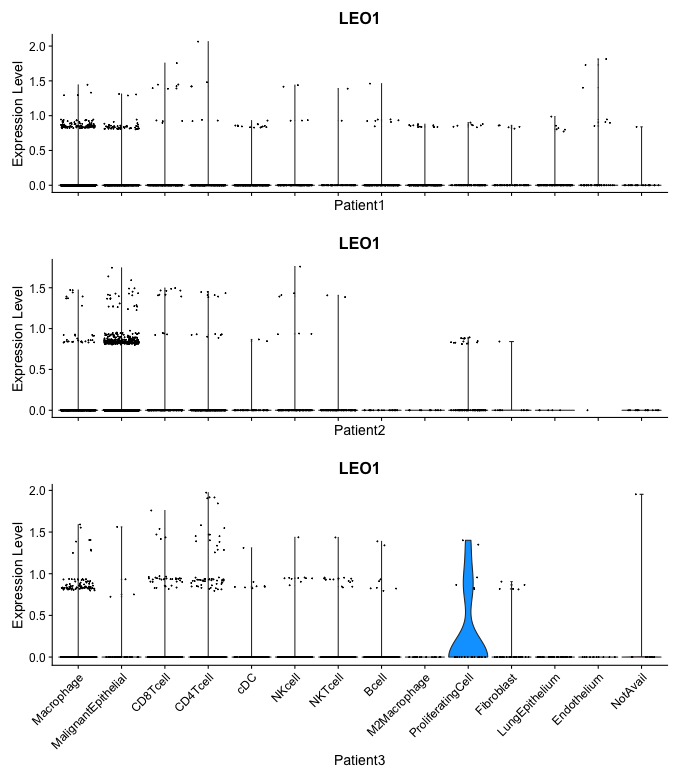 LEO1
Expression Level
2.0
1.5
1.0
0.5
0.0
Patient1
LEO1
Expression Level
1.5
1.0
0.5
0.0
Patient2
LEO1
Expression Level
2.0
1.5
1.0
0.5
0.0
Macrophage
MalignantEpithelial
CD8Tcell
CD4Tcell
cDC
NKcell
NKTcell
Bcell
M2Macrophage
ProliferatingCell
Fibroblast
LungEpithelium
Endothelium
NotAvail
Patient3